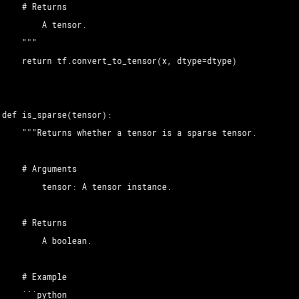 # Returns
A tensor.
"""
return tf.convert_to_tensor(x, dtype=dtype)
def is_sparse(tensor):
"""Returns whether a tensor is a sparse tensor.
# Arguments
tensor: A tensor instance.
# Returns
A boolean.
# Example
```python